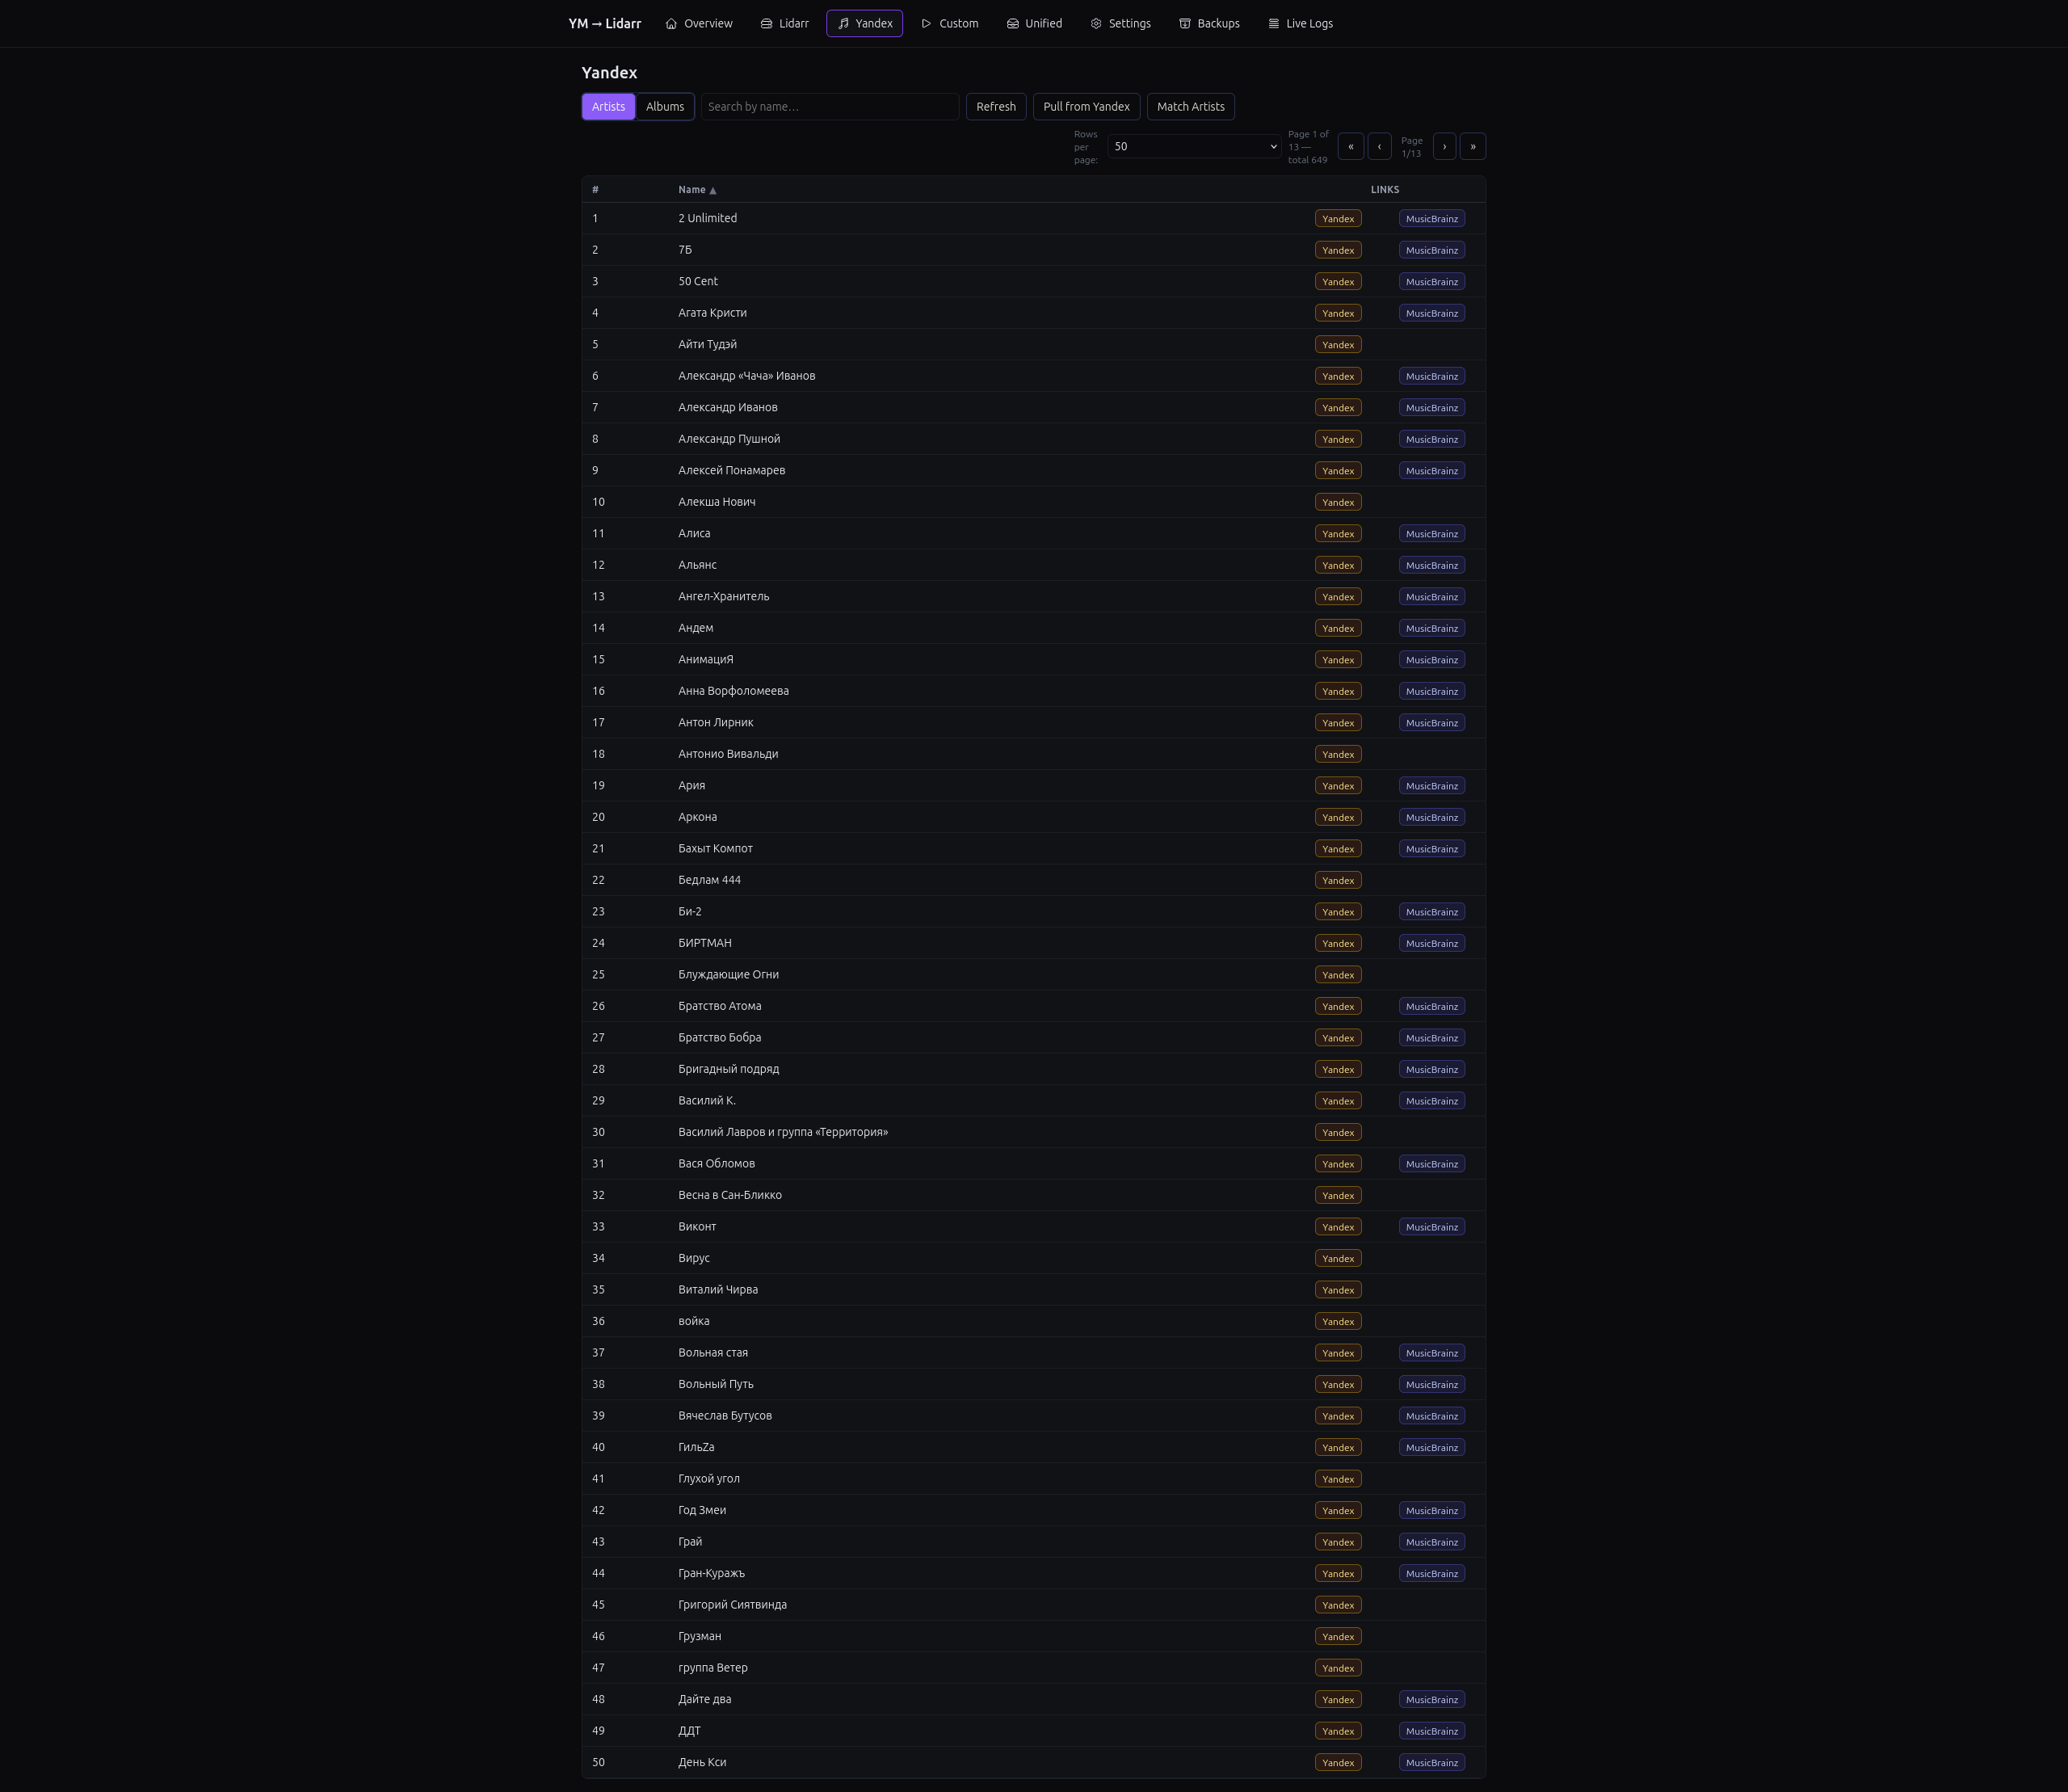 YM → Lidarr Overview Lidarr Yandex Custom Unified Settings Backups Live Logs
Yandex
Artists Albums Search by name… Refresh Pull from Yandex Match Artists
Rows per page: 50 Page 1 of 13 — total 649 « ‹ Page 1/13 › »
# Name ▲ LINKS
1 2 Unlimited Yandex MusicBrainz
2 7Б Yandex MusicBrainz
3 50 Cent Yandex MusicBrainz
4 Агата Кристи Yandex MusicBrainz
5 Айти Тудэй Yandex
6 Александр «Чача» Иванов Yandex MusicBrainz
7 Александр Иванов Yandex MusicBrainz
8 Александр Пушной Yandex MusicBrainz
9 Алексей Понамарев Yandex MusicBrainz
10 Алекша Нович Yandex
11 Алиса Yandex MusicBrainz
12 Альянс Yandex MusicBrainz
13 Ангел-Хранитель Yandex MusicBrainz
14 Андем Yandex MusicBrainz
15 АнимациЯ Yandex MusicBrainz
16 Анна Ворфоломеева Yandex MusicBrainz
17 Антон Лирник Yandex MusicBrainz
18 Антонио Вивальди Yandex
19 Ария Yandex MusicBrainz
20 Аркона Yandex MusicBrainz
21 Бахыт Компот Yandex MusicBrainz
22 Бедлам 444 Yandex
23 Би-2 Yandex MusicBrainz
24 БИРТМАН Yandex MusicBrainz
25 Блуждающие Огни Yandex
26 Братство Атома Yandex MusicBrainz
27 Братство Бобра Yandex MusicBrainz
28 Бригадный подряд Yandex MusicBrainz
29 Василий К. Yandex MusicBrainz
30 Василий Лавров и группа «Территория» Yandex
31 Вася Обломов Yandex MusicBrainz
32 Весна в Сан-Бликко Yandex
33 Виконт Yandex MusicBrainz
34 Вирус Yandex
35 Виталий Чирва Yandex
36 войка Yandex
37 Вольная стая Yandex MusicBrainz
38 Вольный Путь Yandex MusicBrainz
39 Вячеслав Бутусов Yandex MusicBrainz
40 ГильZа Yandex MusicBrainz
41 Глухой угол Yandex
42 Год Змеи Yandex MusicBrainz
43 Грай Yandex MusicBrainz
44 Гран-Куражъ Yandex MusicBrainz
45 Григорий Сиятвинда Yandex
46 Грузман Yandex
47 группа Ветер Yandex
48 Дайте два Yandex MusicBrainz
49 ДДТ Yandex MusicBrainz
50 День Кси Yandex MusicBrainz